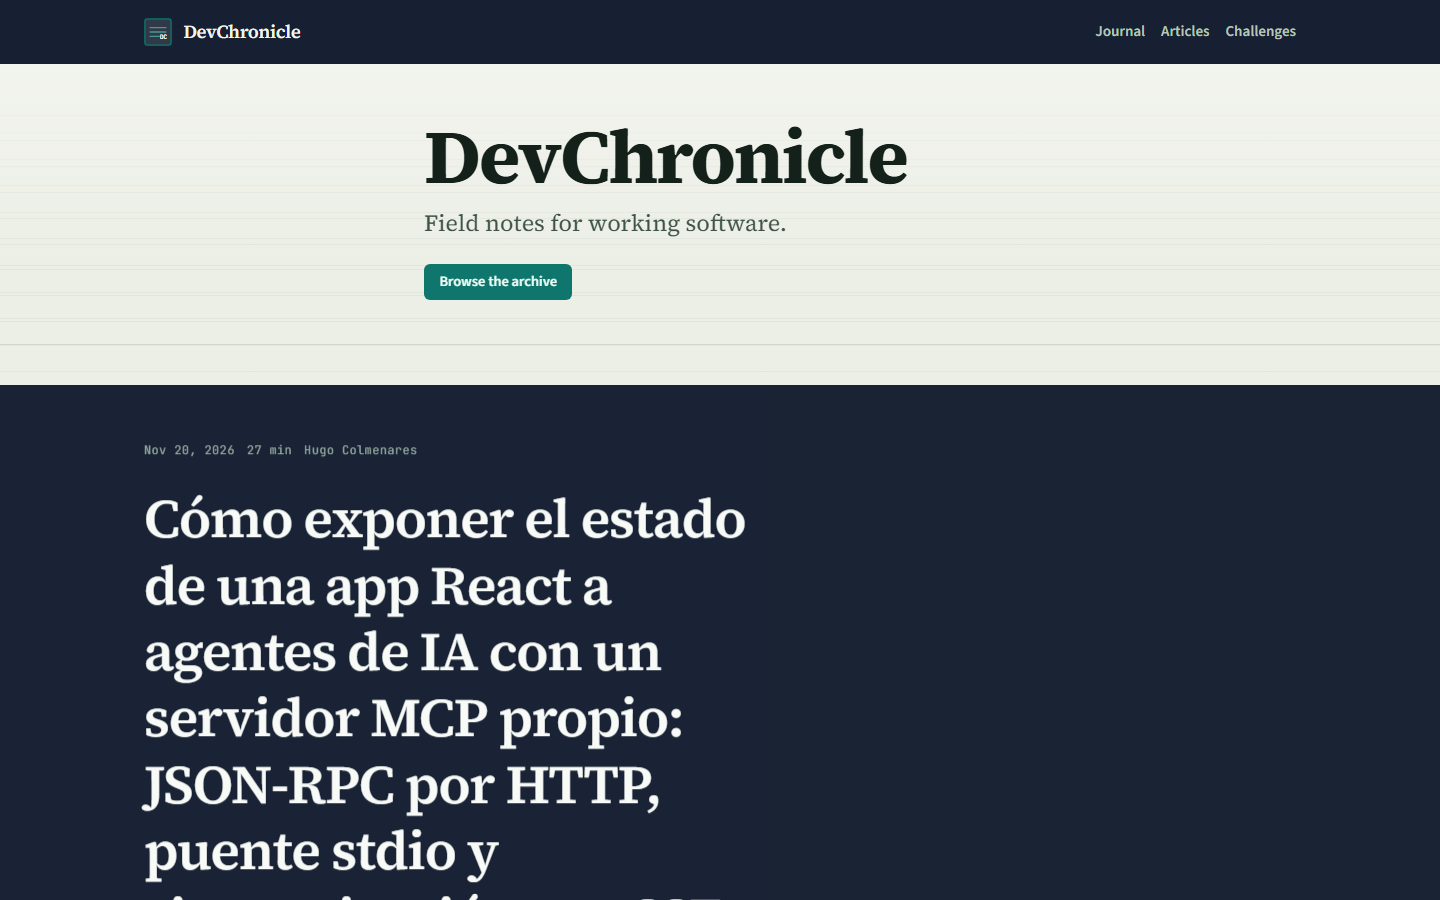 DevChronicle
Journal Articles Challenges
DevChronicle
Field notes for working software.
Browse the archive
Nov 20, 2026 27 min Hugo Colmenares
Cómo exponer el estado
de una app React a
agentes de IA con un
servidor MCP propio:
JSON-RPC por HTTP,
puente stdio y